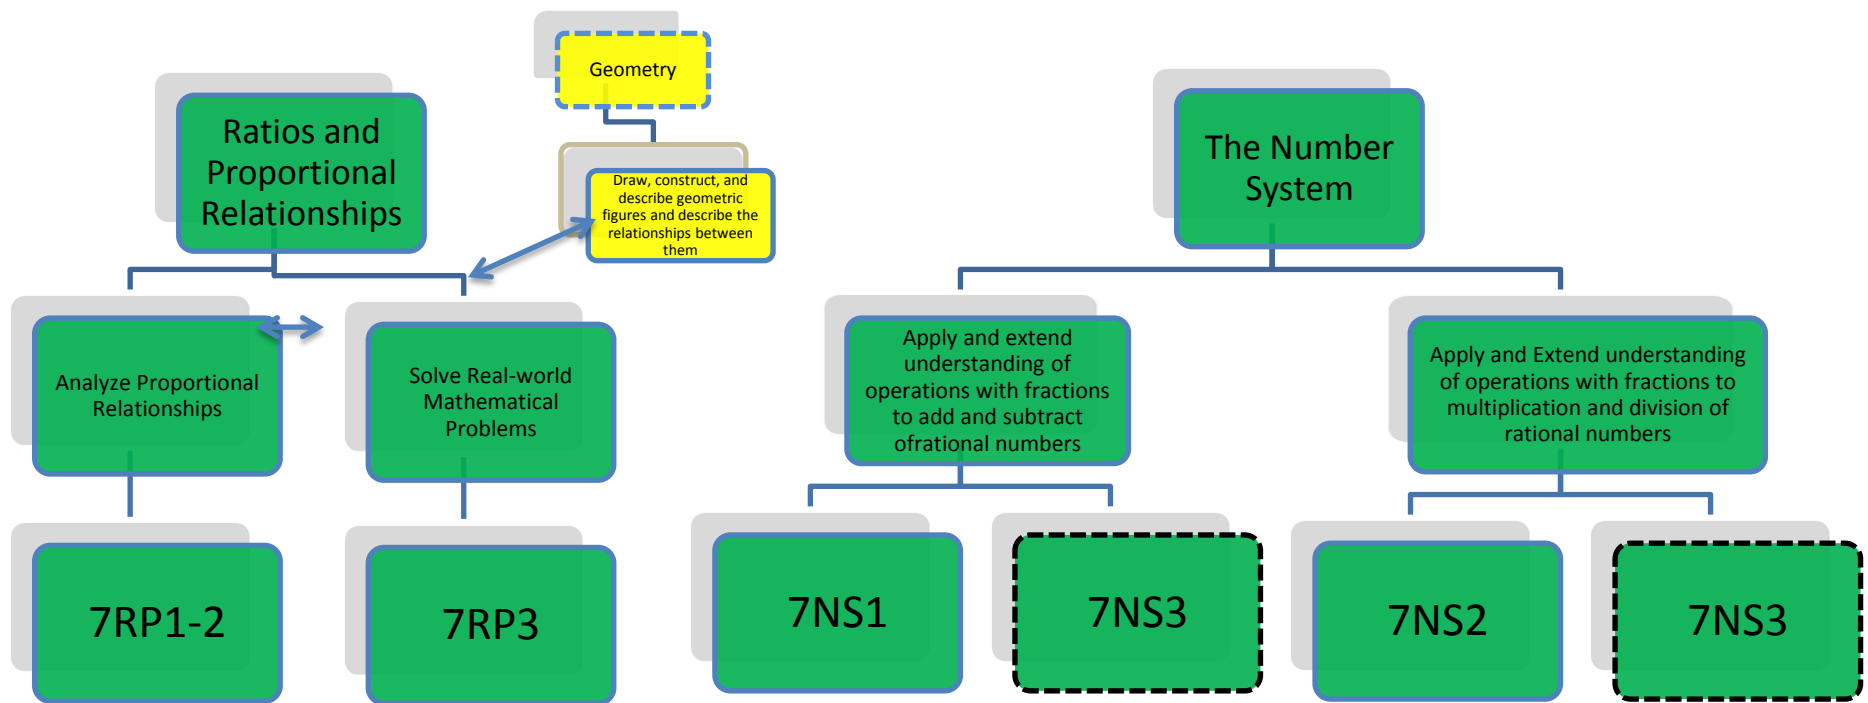 Geometry
Ratios and
Proportional
Relationships
Draw, construct, and
describe geometric
figures and describe the
relationships between
them
The Number
System
Analyze Proportional
Relationships
Solve Real-world
Mathematical
Problems
Apply and extend
understanding of
operations with fractions
to add and subtract
ofrational numbers
Apply and Extend understanding
of operations with fractions to
multiplication and division of
rational numbers
7RP1-2
7RP3
7NS1
7NS3
7NS2
7NS3